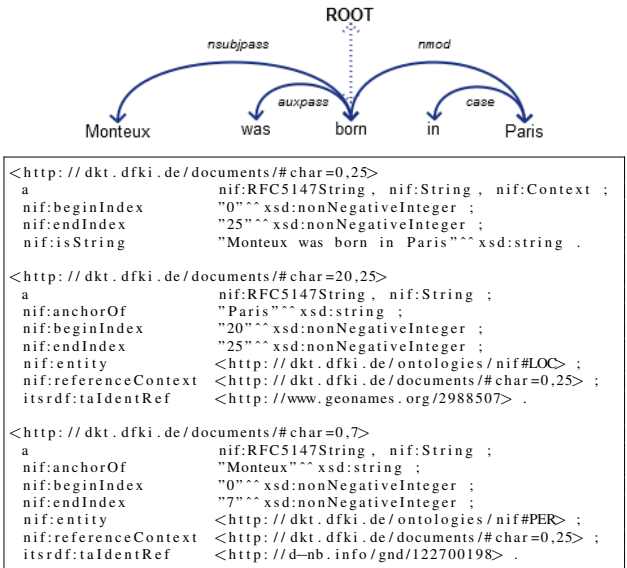 ROOT
nsubjpass nmod
auxpass case
Monteux was born in Paris
<http://dkt.dfki.de/documents/#char=0,25>
a nif:RFC5147String, nif:String, nif:Context ;
nif:beginIndex "0"^^xsd:nonNegativeInteger ;
nif:endIndex "25"^^xsd:nonNegativeInteger ;
nif:isString "Monteux was born in Paris"^^xsd:string .
<http://dkt.dfki.de/documents/#char=20,25>
a nif:RFC5147String, nif:String ;
nif:anchorOf "Paris"^^xsd:string ;
nif:beginIndex "20"^^xsd:nonNegativeInteger ;
nif:endIndex "25"^^xsd:nonNegativeInteger ;
nif:entity <http://dkt.dfki.de/ontologies/nif#LOC> ;
nif:referenceContext <http://dkt.dfki.de/documents/#char=0,25> ;
itsrdf:taIdentRef <http://www.geonames.org/2988507> .
<http://dkt.dfki.de/documents/#char=0,7>
a nif:RFC5147String, nif:String ;
nif:anchorOf "Monteux"^^xsd:string ;
nif:beginIndex "0"^^xsd:nonNegativeInteger ;
nif:endIndex "7"^^xsd:nonNegativeInteger ;
nif:entity <http://dkt.dfki.de/ontologies/nif#PER> ;
nif:referenceContext <http://dkt.dfki.de/documents/#char=0,25> ;
itsrdf:taIdentRef <http://d-nb.info/gnd/122700198> .